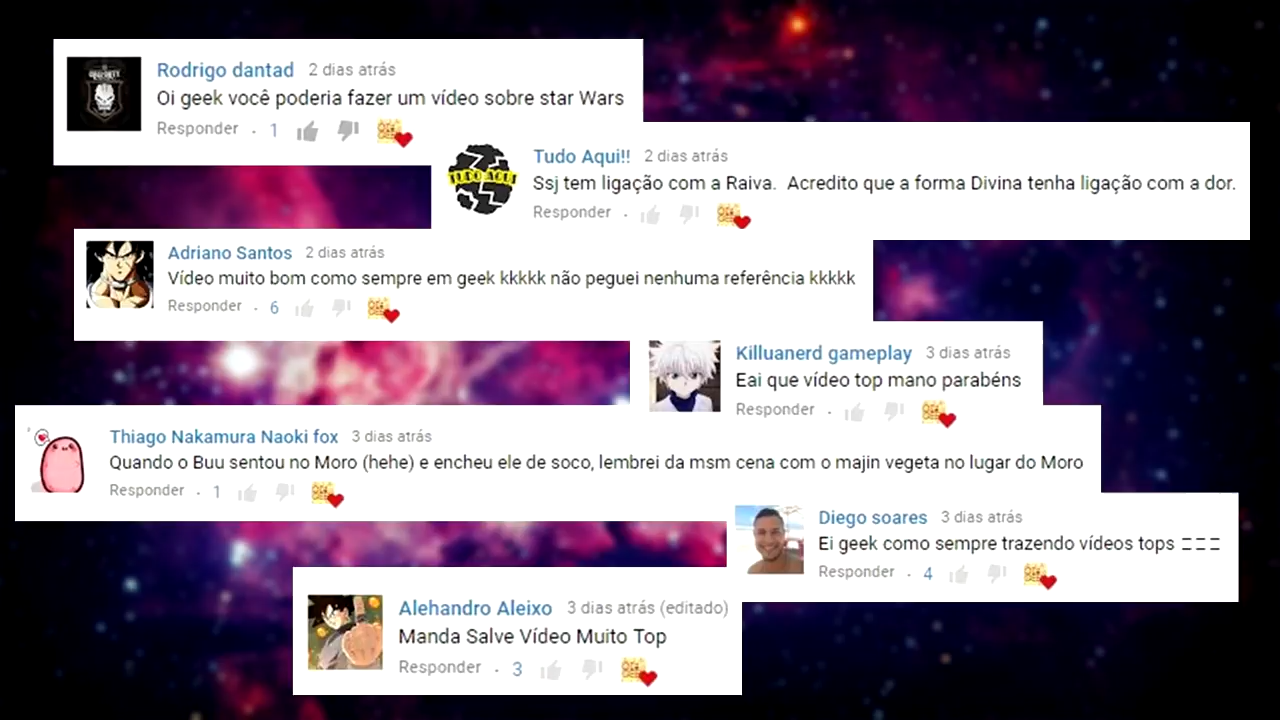 Rodrigo dantad 2 dias atrás
Oi geek você poderia fazer um vídeo sobre star Wars
Responder · 1
TUDO AQUI
Tudo Aqui!! 2 dias atrás
Ssj tem ligação com a Raiva. Acredito que a forma Divina tenha ligação com a dor.
Responder ·
Adriano Santos 2 dias atrás
Vídeo muito bom como sempre em geek kkkkk não peguei nenhuma referência kkkkk
Responder · 6
Killuanerd gameplay 3 dias atrás
Eai que vídeo top mano parabéns
Responder ·
Thiago Nakamura Naoki fox 3 dias atrás
Quando o Buu sentou no Moro (hehe) e encheu ele de soco, lembrei da msm cena com o majin vegeta no lugar do Moro
Responder · 1
Diego soares 3 dias atrás
Ei geek como sempre trazendo vídeos tops
Responder · 4
Alehandro Aleixo 3 dias atrás (editado)
Manda Salve Vídeo Muito Top
Responder · 3